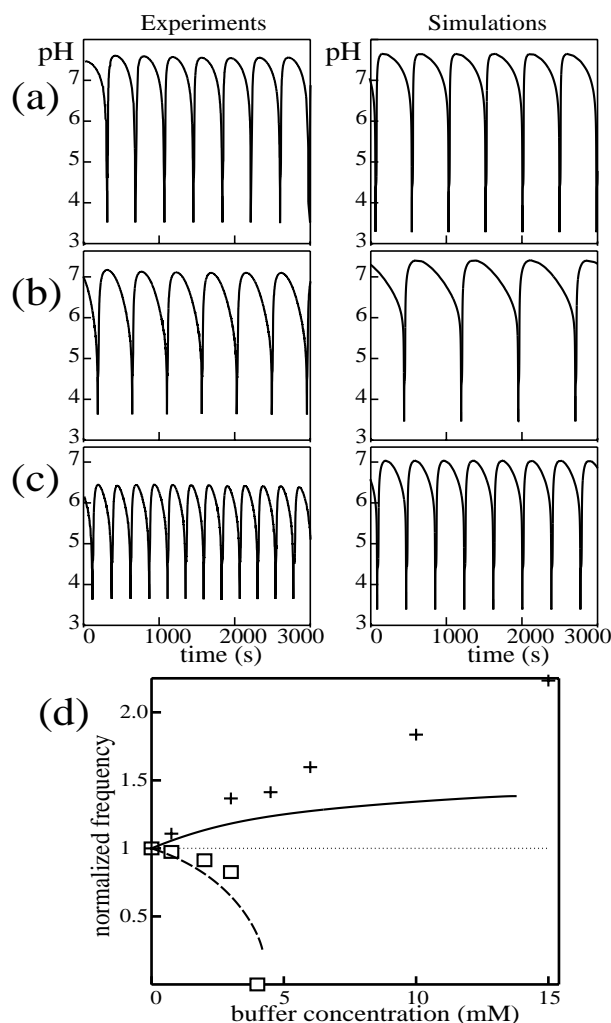 Experiments Simulations
pH pH
(a)
7 7
6 6
5 5
4 4
3 3
(b)
7 7
6 6
5 5
4 4
3 3
(c)
7 7
6 6
5 5
4 4
3 3
0 1000 2000 3000 0 1000 2000 3000
time (s) time (s)
(d)
normalized frequency
2.0
1.5
1
0.5
0 5 10 15
buffer concentration (mM)